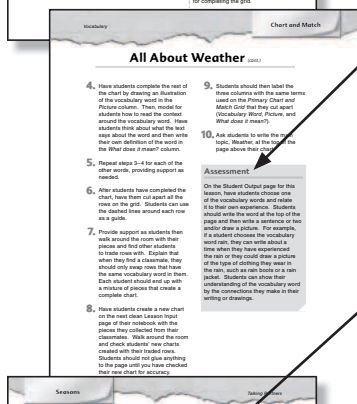 for completing the grid.
Vocabulary
Chart and Match
All About Weather (cont.)
4. Have students complete the rest of
the chart by drawing an illustration
of the vocabulary word in the
Picture column. Then, model for
students how to read the context
around the vocabulary word. Have
students think about what the text
says about the word and then write
their own definition of the word in
the What does it mean? column.
5. Repeat steps 3–4 for each of the
other words, providing support as
needed.
6. After students have completed the
chart, have them cut apart all the
rows on the grid. Students can use
the dashed lines around each row
as a guide.
7. Provide support as students then
walk around the room with their
pieces and find other students
to trade rows with. Explain that
when they find a classmate, they
should only swap rows that have
the same vocabulary word in them.
Each student should end up with
a mixture of pieces that create a
complete chart.
8. Have students create a new chart
on the next clean Lesson Input
page of their notebook with the
pieces they collected from their
classmates. Walk around the room
and check students' new charts
created with their traded rows.
Students should not glue anything
to the page until you have checked
their new chart for accuracy.
9. Students should then label the
three columns with the same terms
used on the Primary Chart and
Match Grid that they cut apart
(Vocabulary Word, Picture, and
What does it mean?).
10. Ask students to write the main
topic, Weather, at the top of the
page above their chart.
Assessment
On the Student Output page for this
lesson, have students choose one
of the vocabulary words and relate
it to their own experience. Students
should write the word at the top of the
page and then write a sentence or two
and/or draw a picture. For example,
if a student chooses the vocabulary
word rain, they can write about a
time when they have experienced
the rain or they could draw a picture
of the type of clothing they wear in
the rain, such as rain boots or a rain
jacket. Students can show their
understanding of the vocabulary word
by the connections they make in their
writing or drawings.
Seasons
Talking Partners